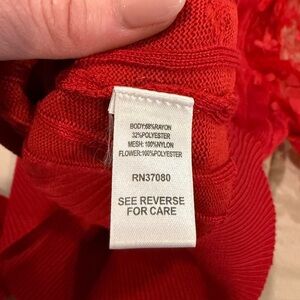 BODY:68%RAYON
32%POLYESTER
MESH: 100%NYLON
FLOWER:100%POLYESTER
RN37080
SEE REVERSE
FOR CARE